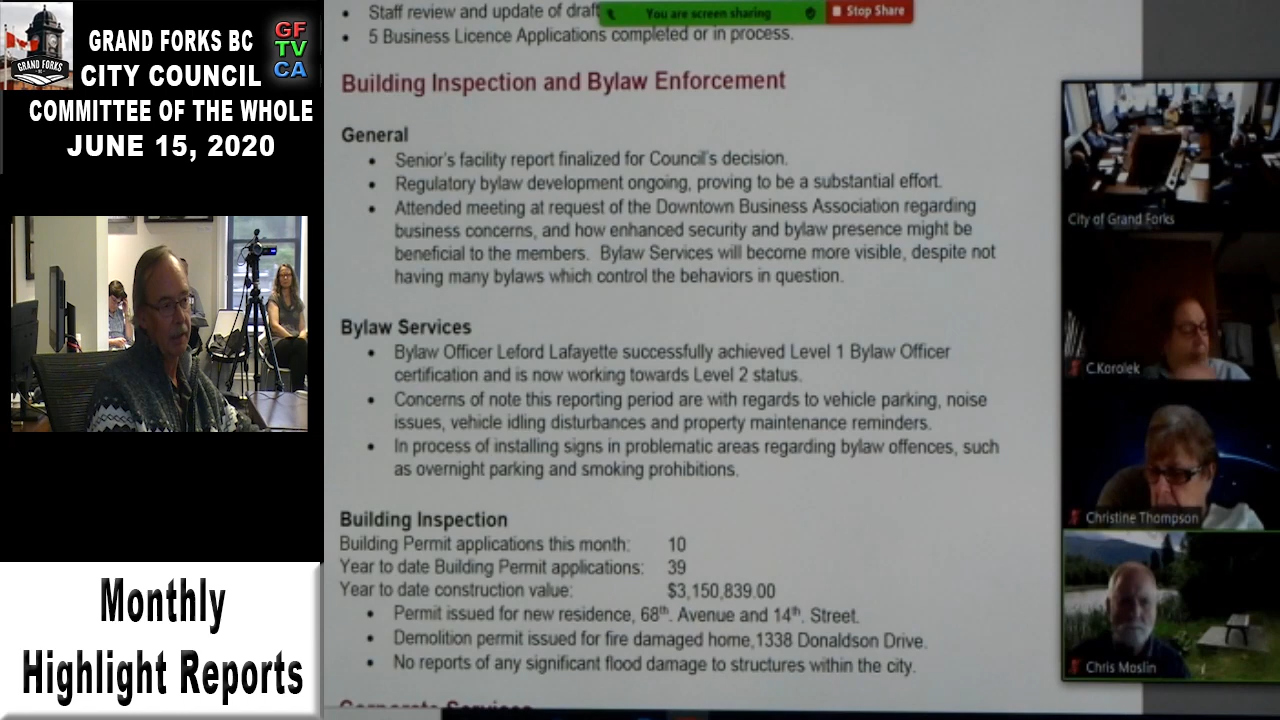 GRAND FORKS BC
CITY COUNCIL
COMMITTEE OF THE WHOLE
JUNE 15, 2020
GF
TV
CA
GRAND FORKS
Monthly
Highlight Reports
You are screen sharing
Stop Share
• Staff review and update of draft
• 5 Business Licence Applications completed or in process.
Building Inspection and Bylaw Enforcement
General
• Senior's facility report finalized for Council's decision.
• Regulatory bylaw development ongoing, proving to be a substantial effort.
• Attended meeting at request of the Downtown Business Association regarding
business concerns, and how enhanced security and bylaw presence might be
beneficial to the members. Bylaw Services will become more visible, despite not
having many bylaws which control the behaviors in question.
Bylaw Services
• Bylaw Officer Leford Lafayette successfully achieved Level 1 Bylaw Officer
certification and is now working towards Level 2 status.
• Concerns of note this reporting period are with regards to vehicle parking, noise
issues, vehicle idling disturbances and property maintenance reminders.
• In process of installing signs in problematic areas regarding bylaw offences, such
as overnight parking and smoking prohibitions.
Building Inspection
Building Permit applications this month: 10
Year to date Building Permit applications: 39
Year to date construction value: $3,150,839.00
• Permit issued for new residence, 68th. Avenue and 14th. Street.
• Demolition permit issued for fire damaged home,1338 Donaldson Drive.
• No reports of any significant flood damage to structures within the city.
Corporate Services
City of Grand Forks
C.Korolek
Christine Thompson
Chris Moslin